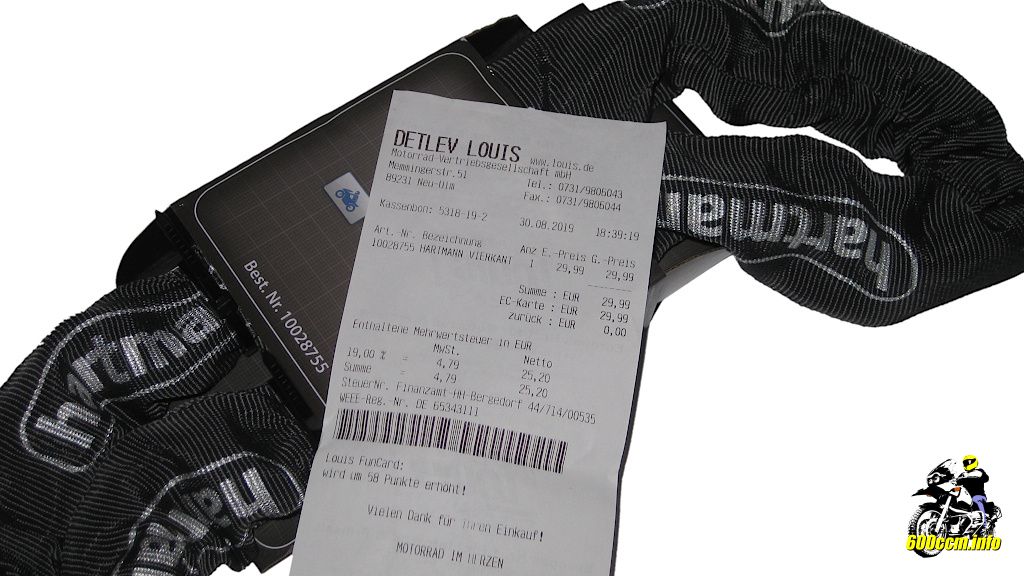 DETLEV LOUIS www.louis.de
Motorrad-Vertriebsgesellschaft mbH
Memmingerstr.51 Tel.: 0731/9806043
89231 Neu-Ulm Fax.: 0731/9806044
Kassenbon: 5318-19-2 30.08.2019 18:39:19
Art.-Nr. Bezeichnung Anz E.-Preis G.-Preis
10028755 HARTMANN VIERKANT 1 29,99 29,99
Summe : EUR 29,99
EC-Karte : EUR 29,99
zurück : EUR 0,00
Enthaltene Mehrwertsteuer in EUR
MwSt. Netto
19,00 % = 4,79 25,20
Summe = 4,79 25,20
SteuerNr. Finanzamt-HH-Bergedorf 44/714/00535
WEEE-Reg.-Nr. DE 65343111
Louis FunCard:
wird um 58 Punkte erhöht!
Vielen Dank für Ihren Einkauf!
MOTORRAD IM HERZEN
Best. Nr. 10028755
hartma
hartma
600ccm.info